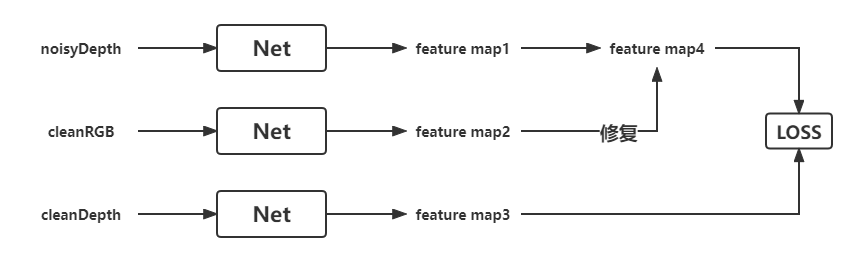 noisyDepth
Net
feature map1
feature map4
cleanRGB
Net
feature map2
修复
LOSS
cleanDepth
Net
feature map3